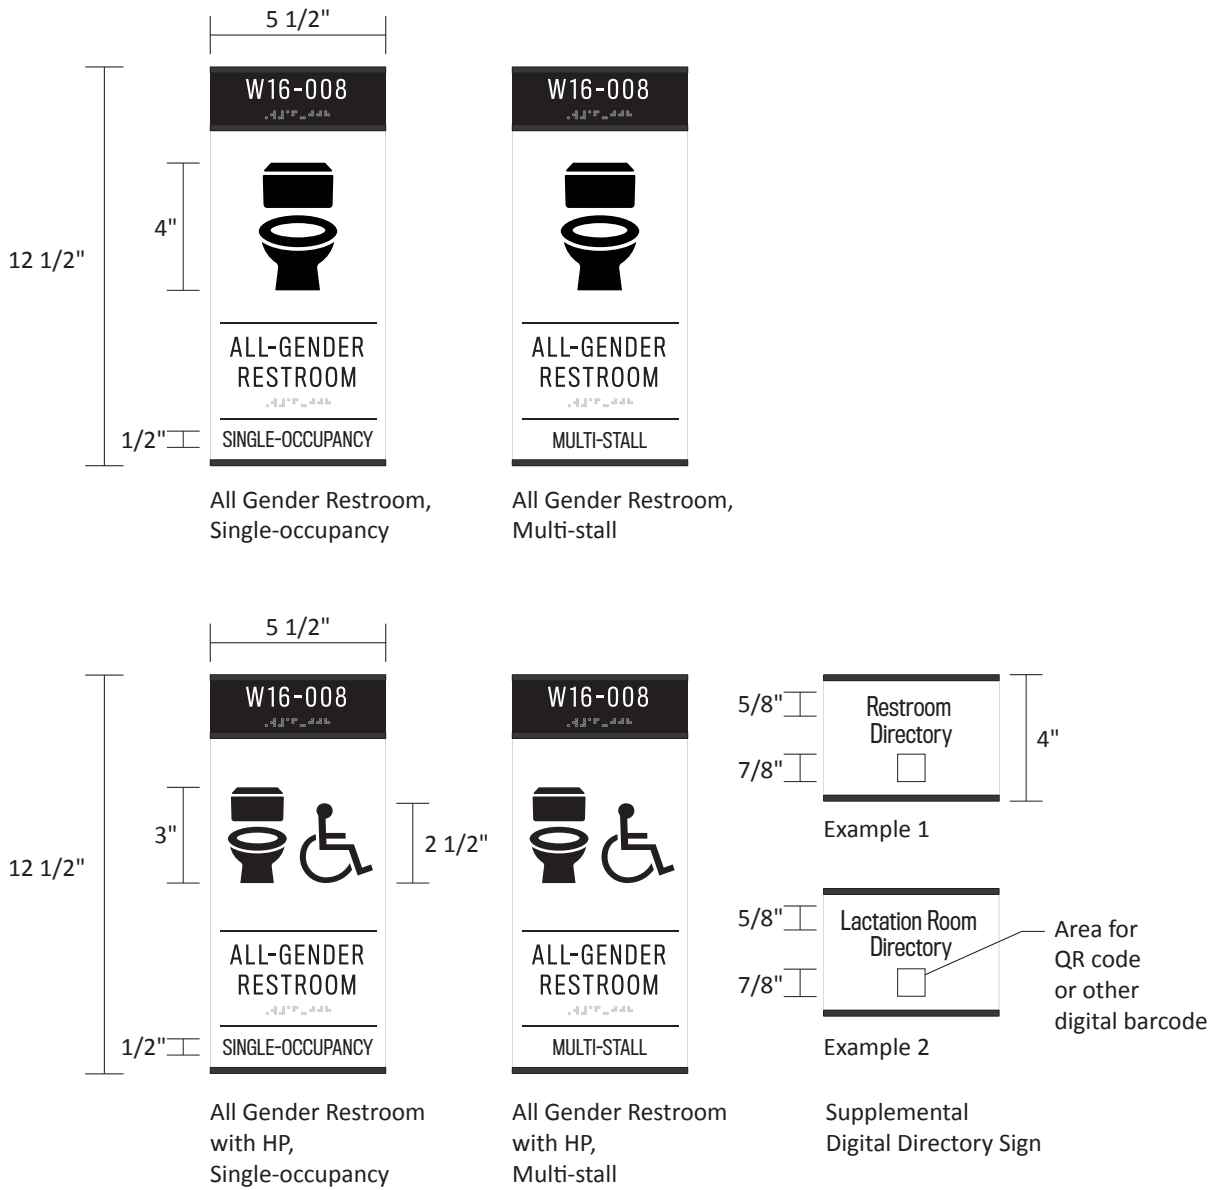 5 1/2"
W16-008
W16-008
4"
12 1/2"
ALL-GENDER
RESTROOM
ALL-GENDER
RESTROOM
1/2"
SINGLE-OCCUPANCY
MULTI-STALL
All Gender Restroom,
Single-occupancy
All Gender Restroom,
Multi-stall
5 1/2"
W16-008
W16-008
5/8"
Restroom
Directory
4"
7/8"
3"
2 1/2"
Example 1
12 1/2"
5/8"
Lactation Room
Directory
7/8"
Area for
QR code
or other
digital barcode
ALL-GENDER
RESTROOM
ALL-GENDER
RESTROOM
1/2"
SINGLE-OCCUPANCY
MULTI-STALL
Example 2
All Gender Restroom
with HP,
Single-occupancy
All Gender Restroom
with HP,
Multi-stall
Supplemental
Digital Directory Sign